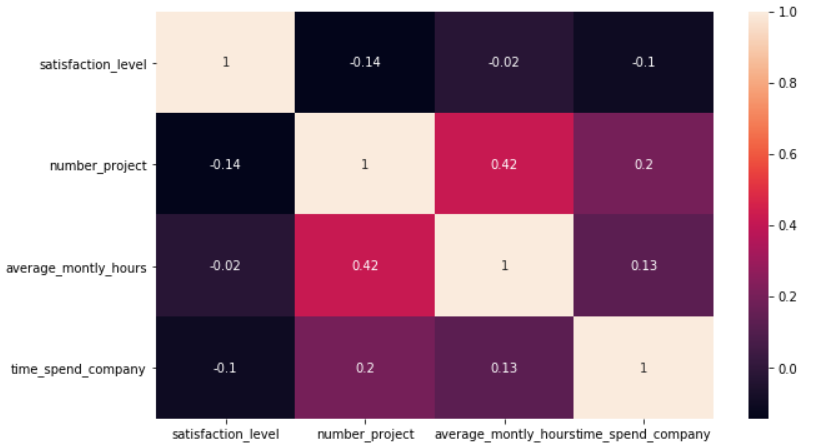 1.0
satisfaction_level 1 -0.14 -0.02 -0.1
0.8
number_project -0.14 1 0.42 0.2
0.6
0.4
average_montly_hours -0.02 0.42 1 0.13
0.2
time_spend_company -0.1 0.2 0.13 1
0.0
satisfaction_level number_project average_montly_hours time_spend_company